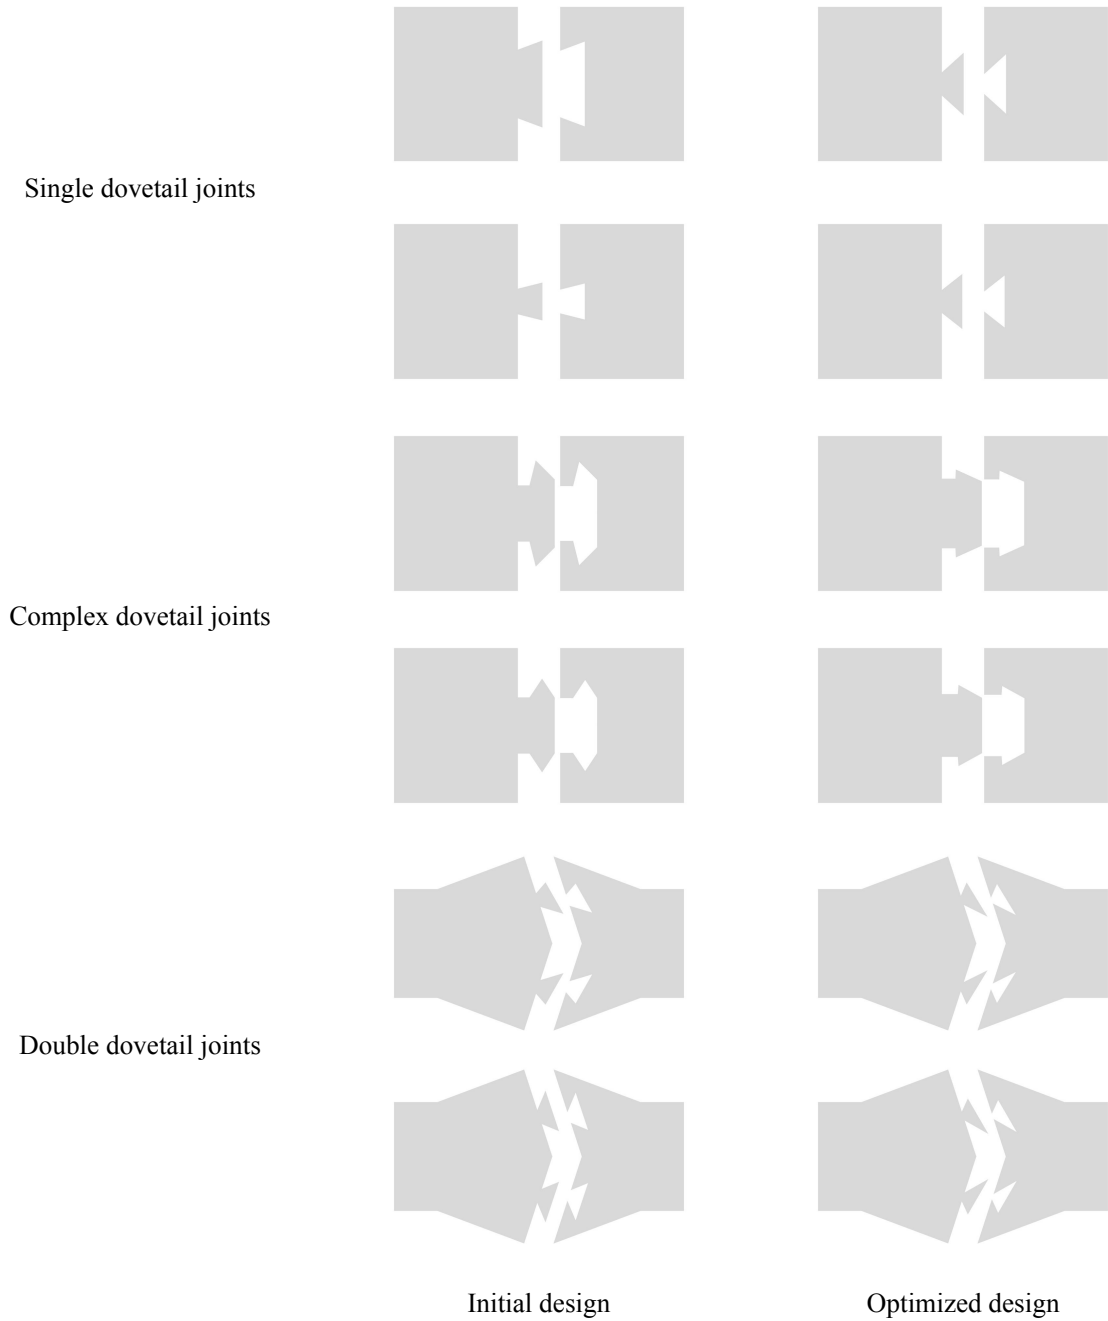 Single dovetail joints
Complex dovetail joints
Double dovetail joints
Initial design
Optimized design